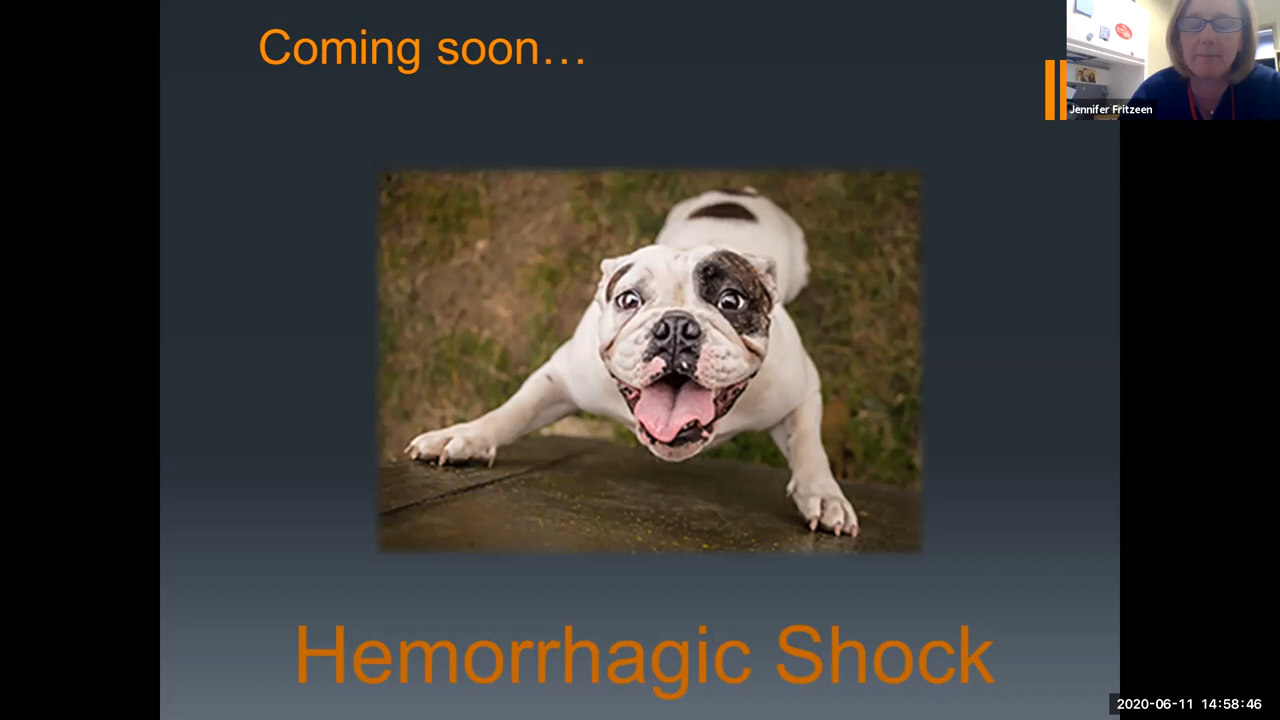 Coming soon…
Jennifer Fritzeen
Hemorrhagic Shock
2020-06-11 14:58:46